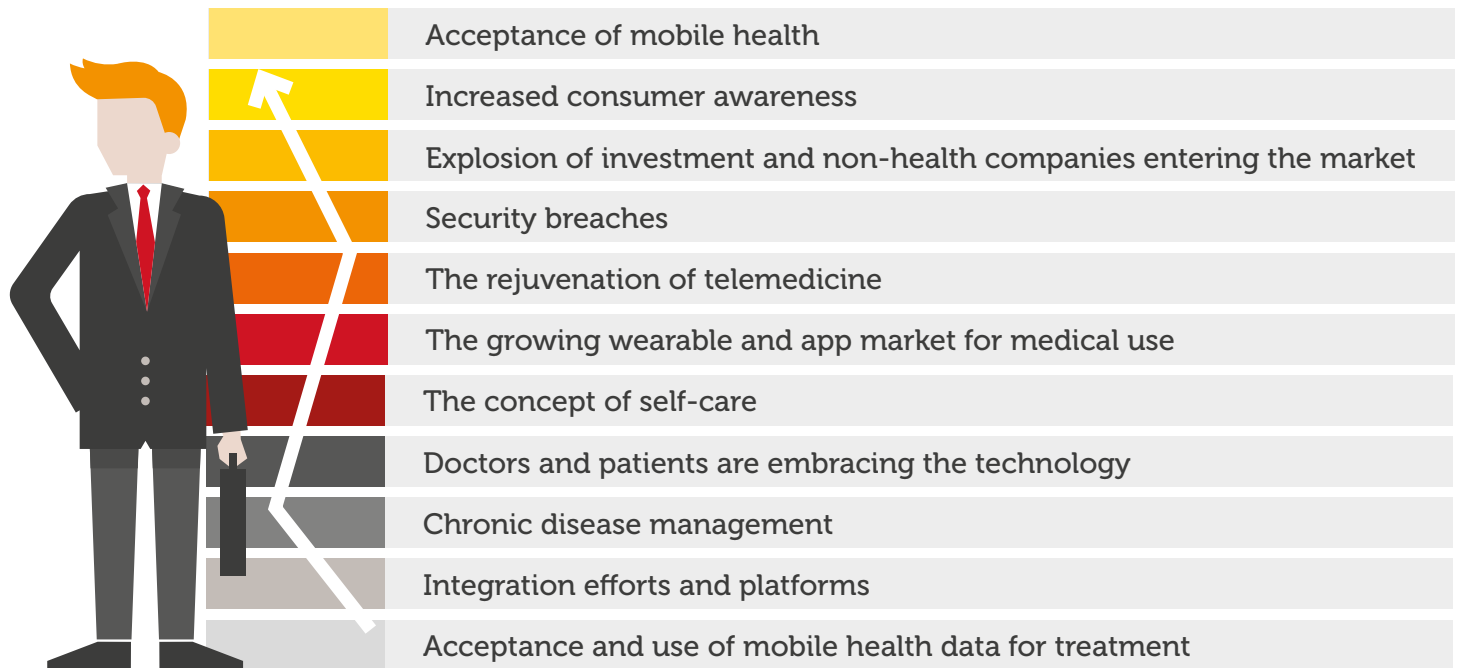 Acceptance of mobile health
Increased consumer awareness
Explosion of investment and non-health companies entering the market
Security breaches
The rejuvenation of telemedicine
The growing wearable and app market for medical use
The concept of self-care
Doctors and patients are embracing the technology
Chronic disease management
Integration efforts and platforms
Acceptance and use of mobile health data for treatment